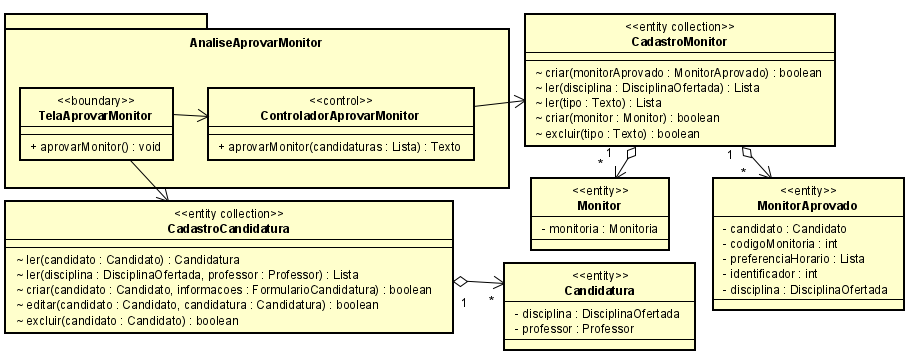 AnaliseAprovarMonitor
<<boundary>>
TelaAprovarMonitor
+ aprovarMonitor() : void
<<control>>
ControladorAprovarMonitor
+ aprovarMonitor(candidaturas : Lista) : Texto
<<entity collection>>
CadastroMonitor
~ criar(monitorAprovado : MonitorAprovado) : boolean
~ ler(disciplina : DisciplinaOfertada) : Lista
~ ler(tipo : Texto) : Lista
~ criar(monitor : Monitor) : boolean
~ excluir(tipo : Texto) : boolean
1
*
1
*
<<entity>>
Monitor
- monitoria : Monitoria
<<entity>>
MonitorAprovado
- candidato : Candidato
- codigoMonitoria : int
- preferenciaHorario : Lista
- identificador : int
- disciplina : DisciplinaOfertada
<<entity collection>>
CadastroCandidatura
~ ler(candidato : Candidato) : Candidatura
~ ler(disciplina : DisciplinaOfertada, professor : Professor) : Lista
~ criar(candidato : Candidato, informacoes : FormularioCandidatura) : boolean
~ editar(candidato : Candidato, candidatura : Candidatura) : boolean
~ excluir(candidato : Candidato) : boolean
1
*
<<entity>>
Candidatura
- disciplina : DisciplinaOfertada
- professor : Professor